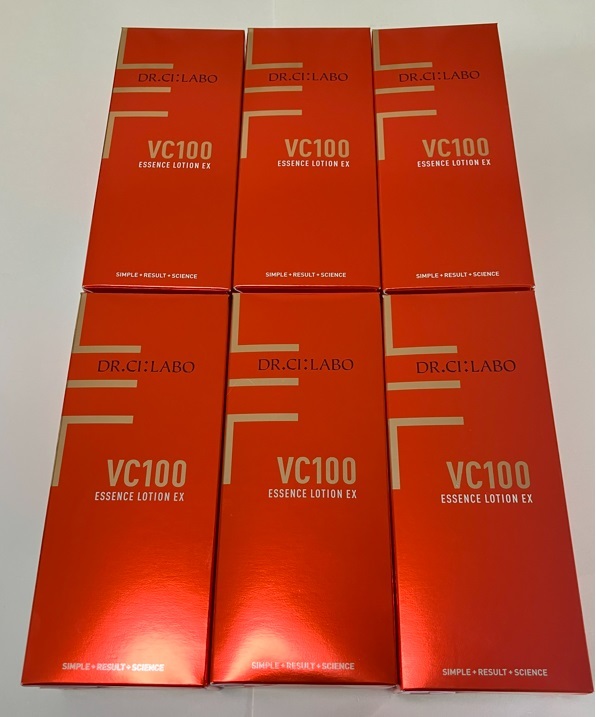 DR.CI:LABO
VC100
ESSENCE LOTION EX
SIMPLE + RESULT + SCIENCE
DR.CI:LABO
VC100
ESSENCE LOTION EX
SIMPLE + RESULT + SCIENCE
DR.CI:LABO
VC100
ESSENCE LOTION EX
SIMPLE + RESULT + SCIENCE
DR.CI:LABO
VC100
ESSENCE LOTION EX
SIMPLE + RESULT + SCIENCE
DR.CI:LABO
VC100
ESSENCE LOTION EX
SIMPLE + RESULT + SCIENCE
DR.CI:LABO
VC100
ESSENCE LOTION EX
SIMPLE + RESULT + SCIENCE